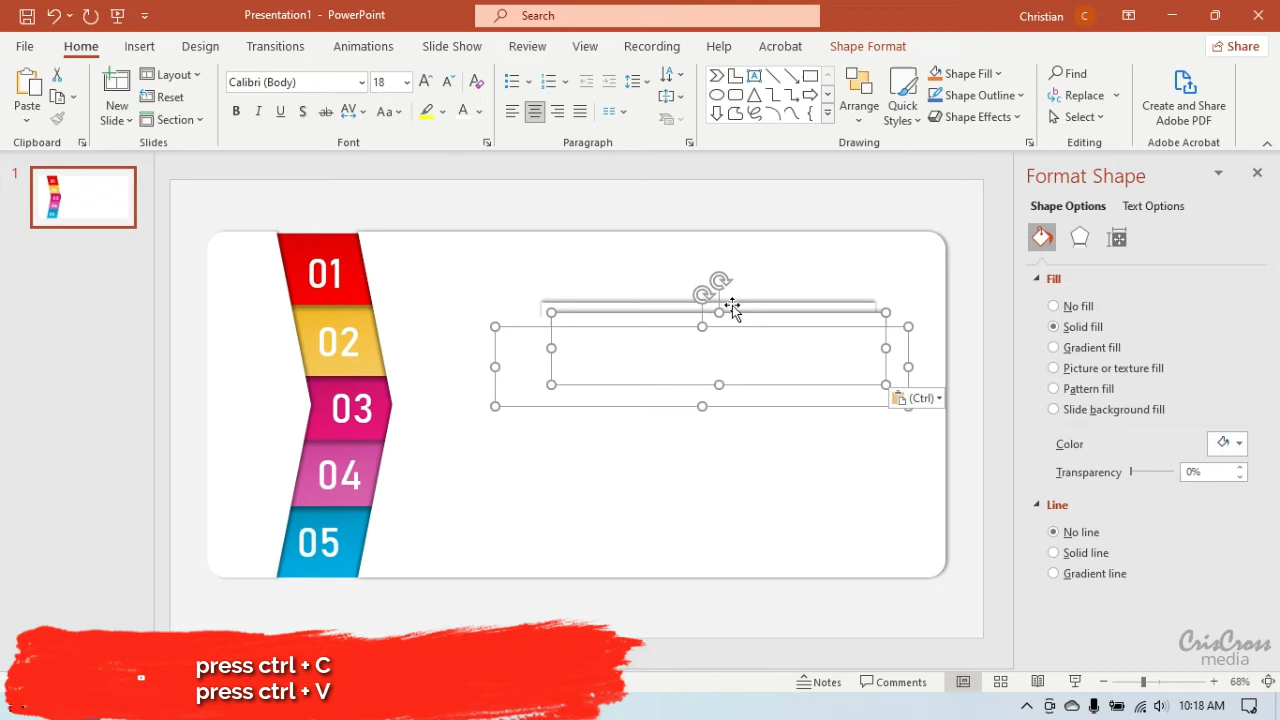 Presentation1 - PowerPoint
Search
Christian
C
File
Home
Insert
Design
Transitions
Animations
Slide Show
Review
View
Recording
Help
Acrobat
Shape Format
Share
Paste
New
Slide
Layout
Reset
Section
Calibri (Body)
18
B
I
U
S
ab
AV
Aa
A
Arrange
Quick
Styles
Shape Fill
Shape Outline
Shape Effects
Find
Replace
Select
Create and Share
Adobe PDF
Clipboard
Slides
Font
Paragraph
Drawing
Editing
Adobe Acrobat
1
01
02
03
04
05
(Ctrl)
Format Shape
Shape Options
Text Options
Fill
No fill
Solid fill
Gradient fill
Picture or texture fill
Pattern fill
Slide background fill
Color
Transparency
0%
Line
No line
Solid line
Gradient line
CrisCross
media
press ctrl + C
press ctrl + V
Notes
Comments
68%
10:18 AM